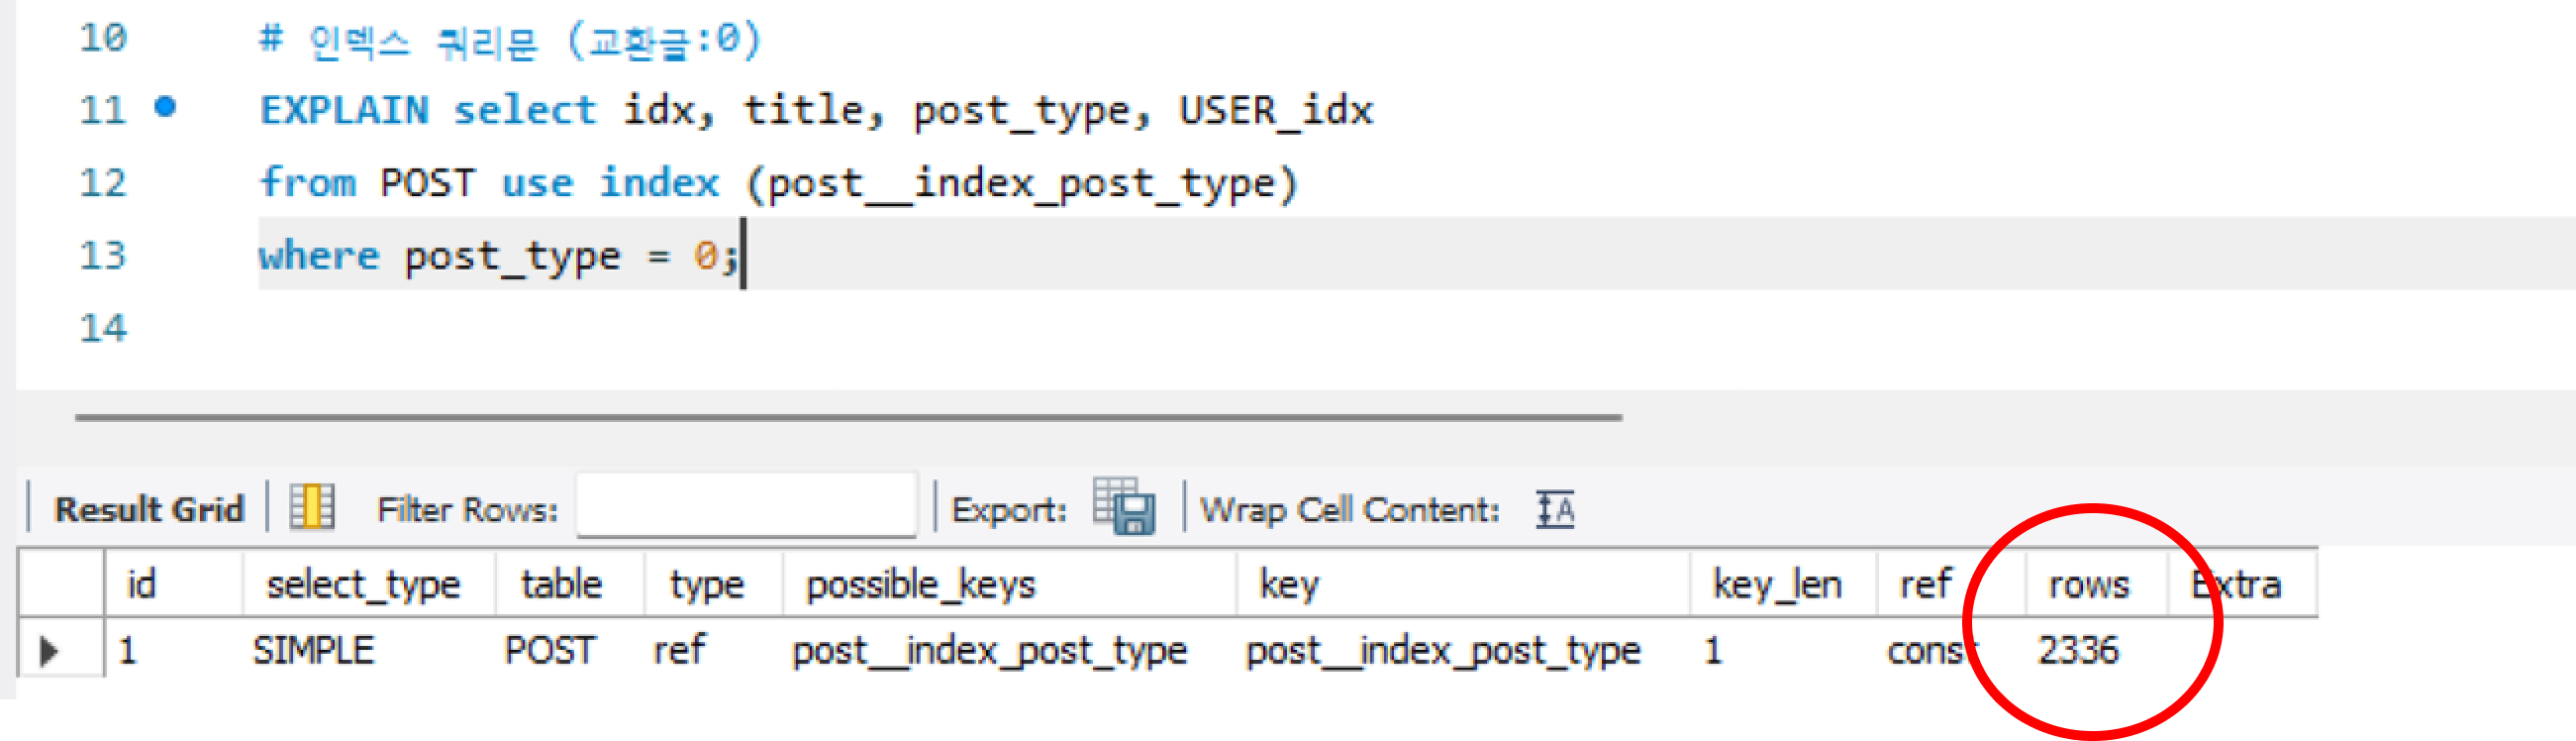 10 # 인덱스 쿼리문 (교환글:0)
11 EXPLAIN select idx, title, post_type, USER_idx
12 from POST use index (post__index_post_type)
13 where post_type = 0;
14
Result Grid Filter Rows: Export: Wrap Cell Content: A
id select_type table type possible_keys key key_len ref rows Extra
1 SIMPLE POST ref post__index_post_type post__index_post_type 1 const 2336